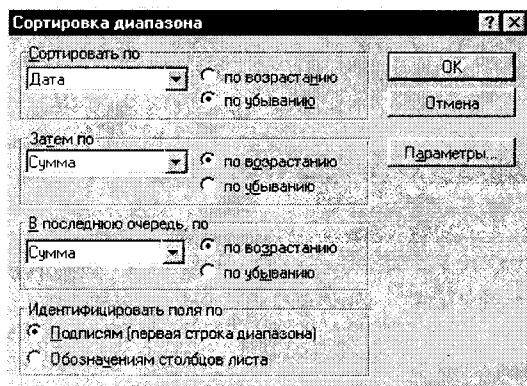 Сортировка диапазона
Сортировать по
Дата
по возрастанию
по убыванию
Затем по
Сумма
по возрастанию
по убыванию
В последнюю очередь, по
Сумма
по возрастанию
по убыванию
Идентифицировать поля по
Подписям (первая строка диапазона)
Обозначениям столбцов листа
OK
Отмена
Параметры...